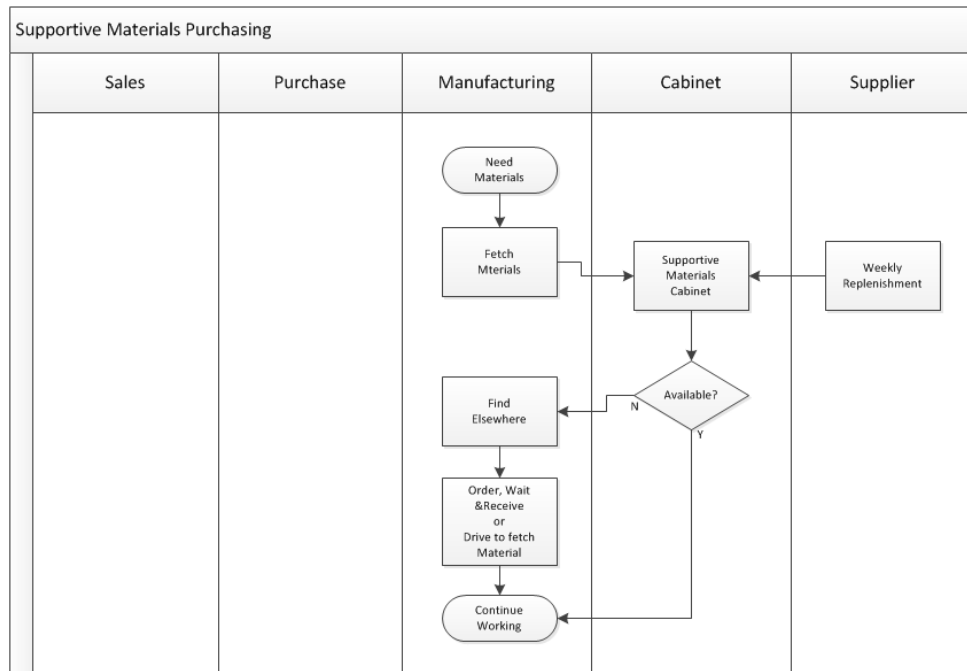 Supportive Materials Purchasing
Sales
Purchase
Manufacturing
Cabinet
Supplier
Need
Materials
Fetch
Mterials
Supportive
Materials
Cabinet
Weekly
Replenishment
Available?
N
Y
Find
Elsewhere
Order, Wait
&Receive
or
Drive to fetch
Material
Continue
Working